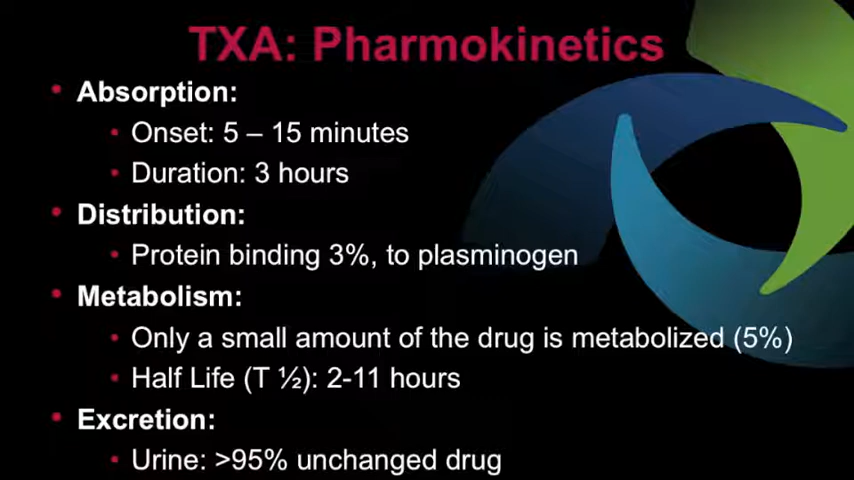 TXA: Pharmokinetics
• Absorption:
• Onset: 5 – 15 minutes
• Duration: 3 hours
• Distribution:
• Protein binding 3%, to plasminogen
• Metabolism:
• Only a small amount of the drug is metabolized (5%)
• Half Life (T ½): 2-11 hours
• Excretion:
• Urine: >95% unchanged drug